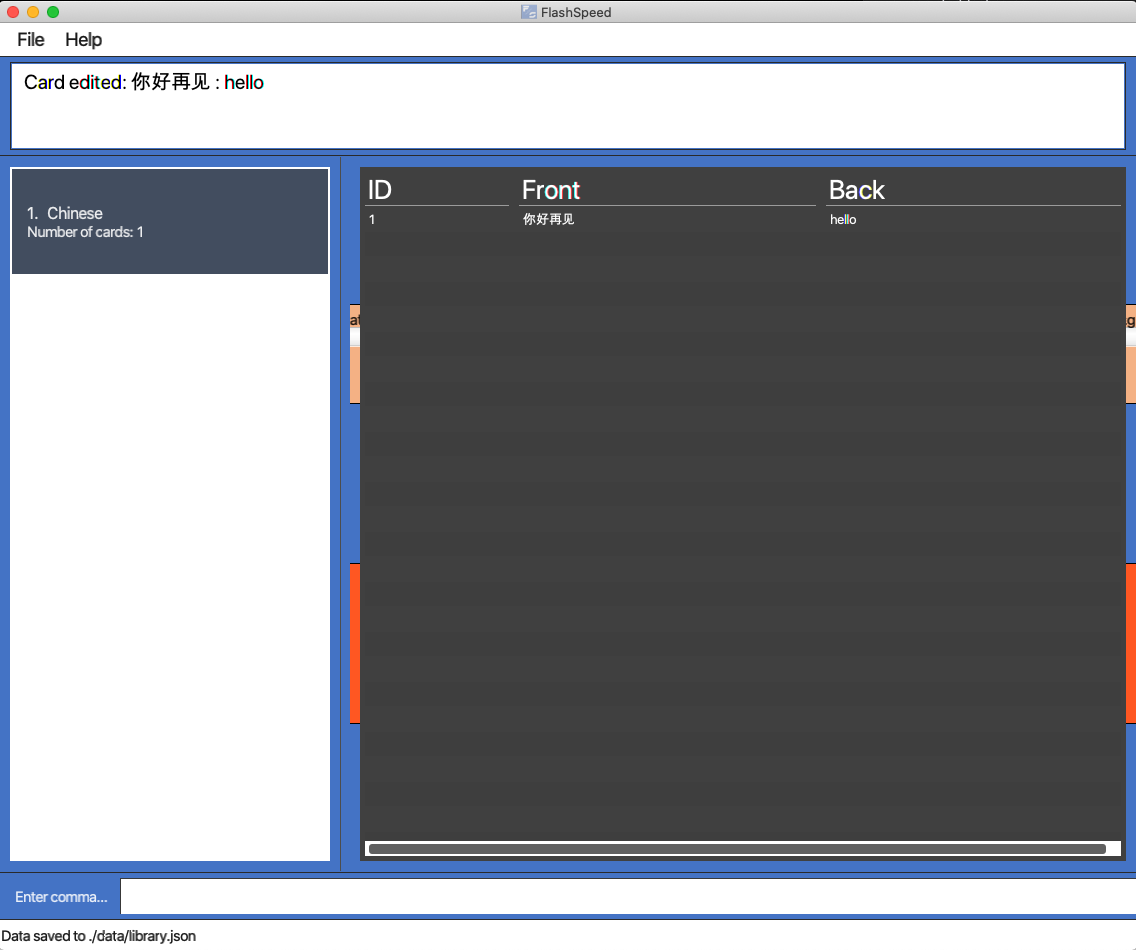 FlashSpeed
File Help
Card edited: 你好再见 : hello
1. Chinese
Number of cards: 1
ID Front Back
1 你好再见 hello
Enter comma...
Data saved to ./data/library.json